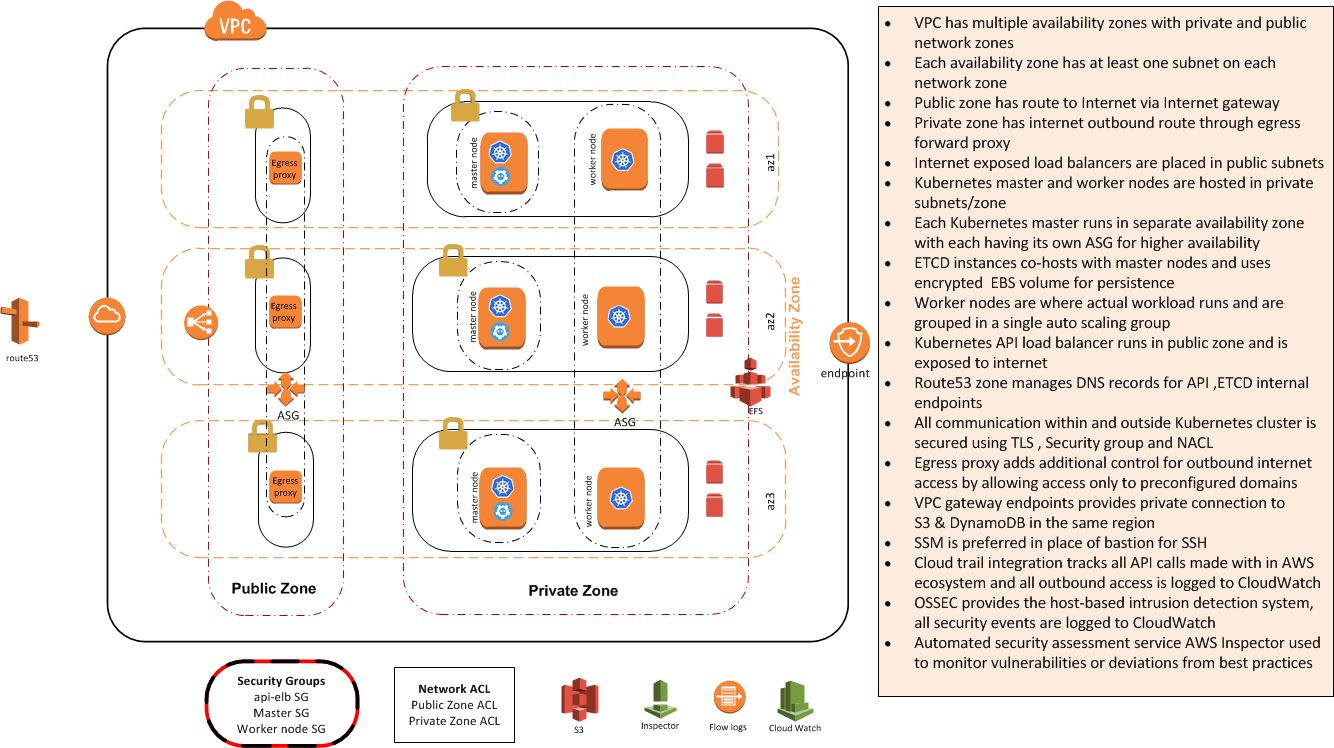 VPC
Egress
proxy
master node
worker node
az1
Egress
proxy
master node
worker node
az2
Availability Zone
route53
endpoint
ASG
ASG
EFS
Egress
proxy
master node
worker node
az3
Public Zone
Private Zone
Security Groups
api-elb SG
Master SG
Worker node SG
Network ACL
Public Zone ACL
Private Zone ACL
S3
Inspector
Flow logs
Cloud Watch
• VPC has multiple availability zones with private and public
network zones
• Each availability zone has at least one subnet on each
network zone
• Public zone has route to Internet via Internet gateway
• Private zone has internet outbound route through egress
forward proxy
• Internet exposed load balancers are placed in public subnets
• Kubernetes master and worker nodes are hosted in private
subnets/zone
• Each Kubernetes master runs in separate availability zone
with each having its own ASG for higher availability
• ETCD instances co-hosts with master nodes and uses
encrypted  EBS volume for persistence
• Worker nodes are where actual workload runs and are
grouped in a single auto scaling group
• Kubernetes API load balancer runs in public zone and is
exposed to internet
• Route53 zone manages DNS records for API ,ETCD internal
endpoints
• All communication within and outside Kubernetes cluster is
secured using TLS , Security group and NACL
• Egress proxy adds additional control for outbound internet
access by allowing access only to preconfigured domains
• VPC gateway endpoints provides private connection to
S3 & DynamoDB in the same region
• SSM is preferred in place of bastion for SSH
• Cloud trail integration tracks all API calls made with in AWS
ecosystem and all outbound access is logged to CloudWatch
• OSSEC provides the host-based intrusion detection system,
all security events are logged to CloudWatch
• Automated security assessment service AWS Inspector used
to monitor vulnerabilities or deviations from best practices